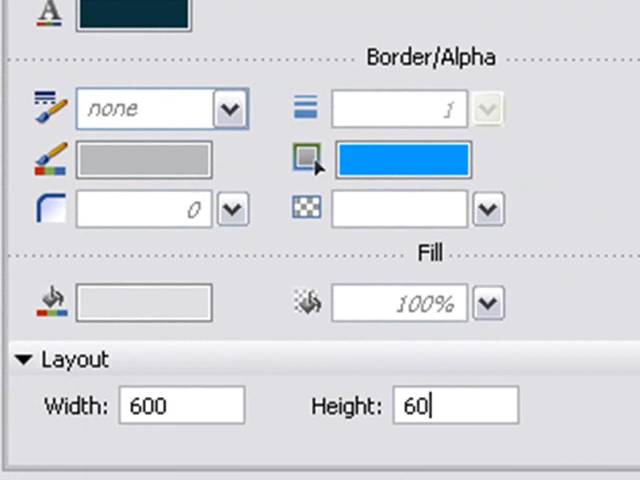 Border/Alpha
none 1
0
Fill
100%
Layout
Width: 600 Height: 60